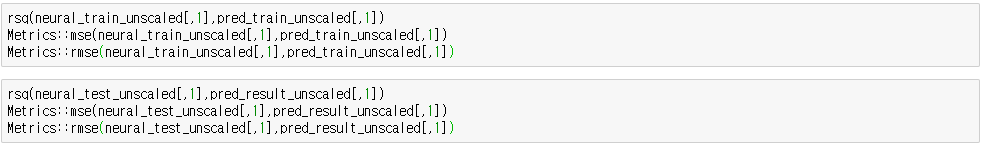 rsq(neural_train_unscaled[,1],pred_train_unscaled[,1])
Metrics::mse(neural_train_unscaled[,1],pred_train_unscaled[,1])
Metrics::rmse(neural_train_unscaled[,1],pred_train_unscaled[,1])
rsq(neural_test_unscaled[,1],pred_result_unscaled[,1])
Metrics::mse(neural_test_unscaled[,1],pred_result_unscaled[,1])
Metrics::rmse(neural_test_unscaled[,1],pred_result_unscaled[,1])